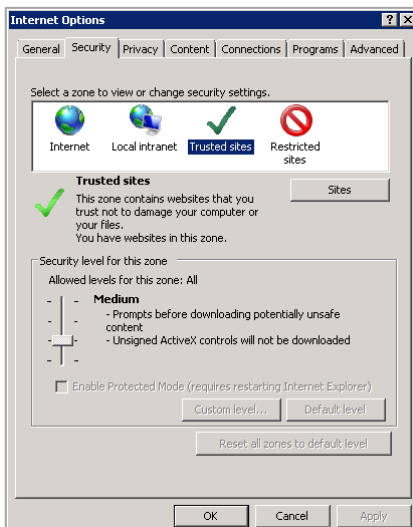 Internet Options
General Security Privacy Content Connections Programs Advanced
Select a zone to view or change security settings.
Internet Local intranet Trusted sites Restricted
sites
Trusted sites
Sites
This zone contains websites that you
trust not to damage your computer or
your files.
You have websites in this zone.
Security level for this zone
Allowed levels for this zone: All
Medium
- Prompts before downloading potentially unsafe
content
- Unsigned ActiveX controls will not be downloaded
Enable Protected Mode (requires restarting Internet Explorer)
Custom level... Default level
Reset all zones to default level
OK Cancel Apply